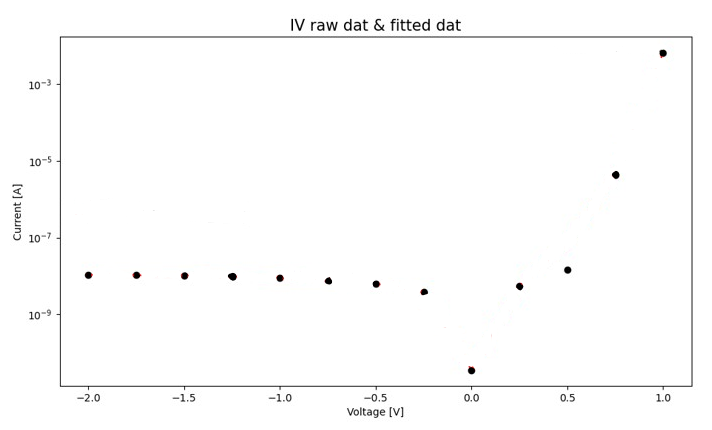 IV raw dat & fitted dat
Current [A]
10⁻³
10⁻⁵
10⁻⁷
10⁻⁹
−2.0 −1.5 −1.0 −0.5 0.0 0.5 1.0
Voltage [V]